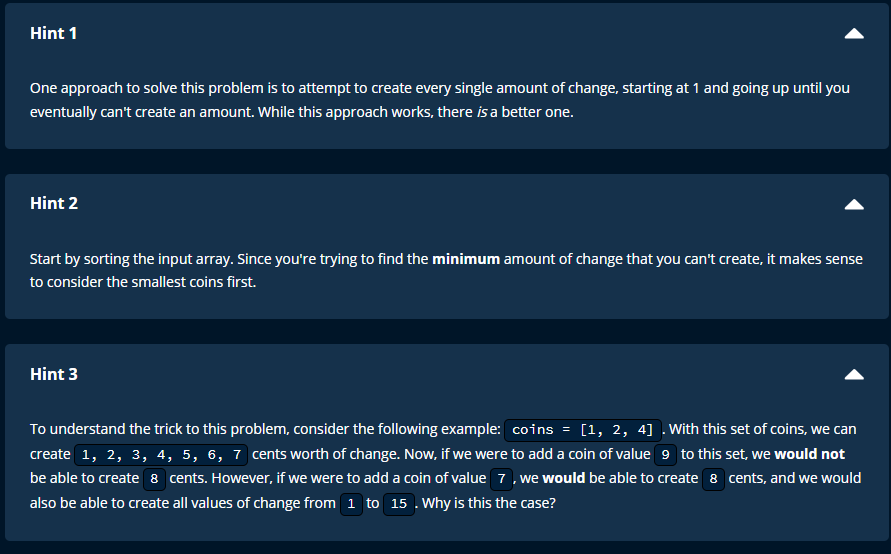 Hint 1
One approach to solve this problem is to attempt to create every single amount of change, starting at 1 and going up until you
eventually can't create an amount. While this approach works, there is a better one.
Hint 2
Start by sorting the input array. Since you're trying to find the minimum amount of change that you can't create, it makes sense
to consider the smallest coins first.
Hint 3
To understand the trick to this problem, consider the following example: coins = [1, 2, 4] . With this set of coins, we can
create 1, 2, 3, 4, 5, 6, 7 cents worth of change. Now, if we were to add a coin of value 9 to this set, we would not
be able to create 8 cents. However, if we were to add a coin of value 7 , we would be able to create 8 cents, and we would
also be able to create all values of change from 1 to 15 . Why is this the case?